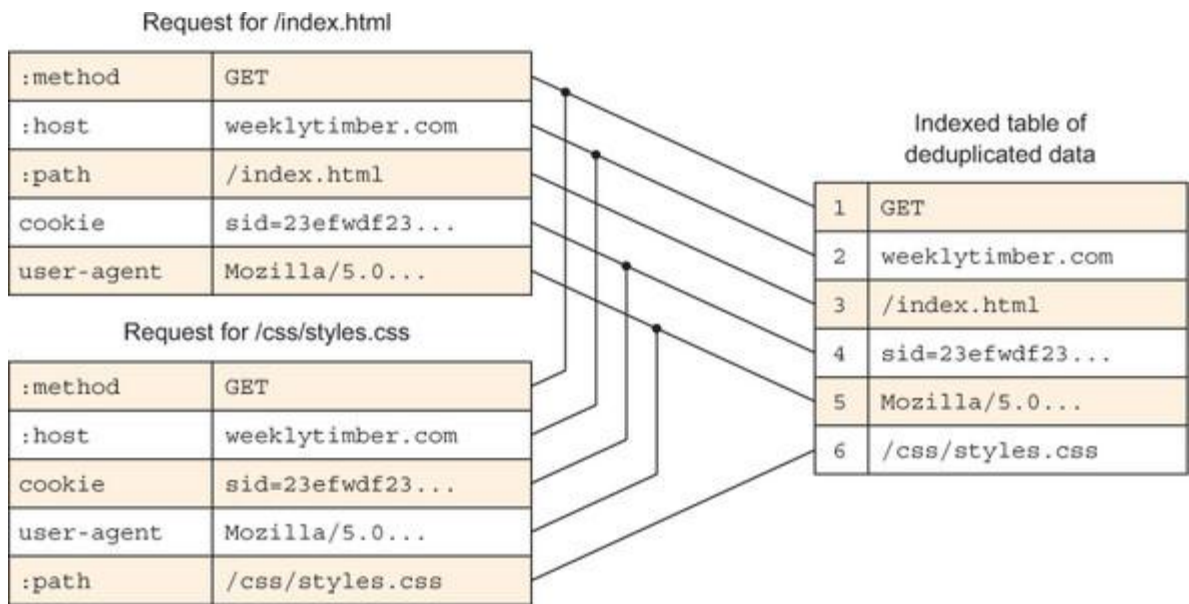 Request for /index.html
:method GET
:host weeklytimber.com
:path /index.html
cookie sid=23efwdf23...
user-agent Mozilla/5.0...
Request for /css/styles.css
:method GET
:host weeklytimber.com
cookie sid=23efwdf23...
user-agent Mozilla/5.0...
:path /css/styles.css
Indexed table of
deduplicated data
1 GET
2 weeklytimber.com
3 /index.html
4 sid=23efwdf23...
5 Mozilla/5.0...
6 /css/styles.css